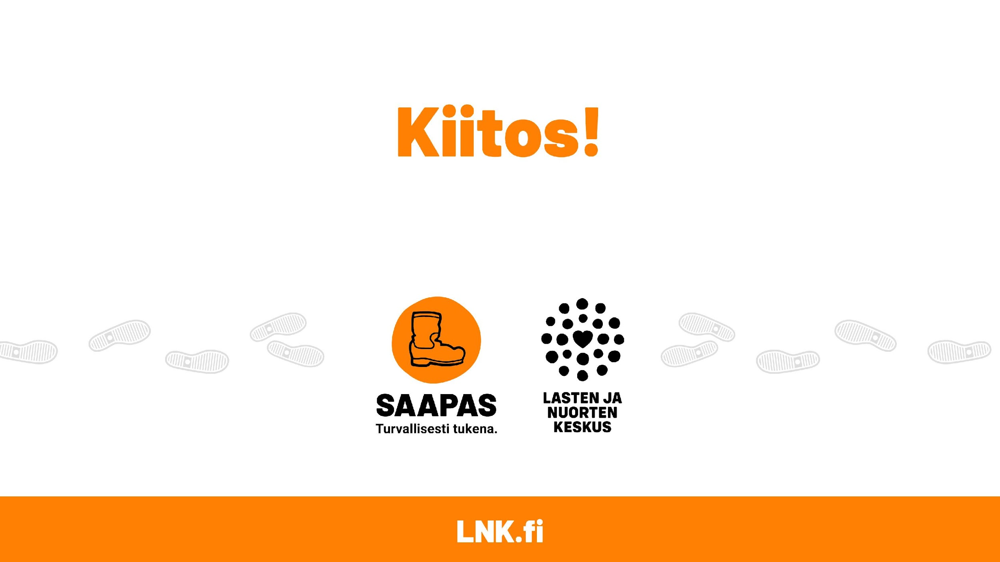 Kiitos!
SAAPAS
Turvallisesti tukena.
LASTEN JA
NUORTEN
KESKUS
LNK.fi